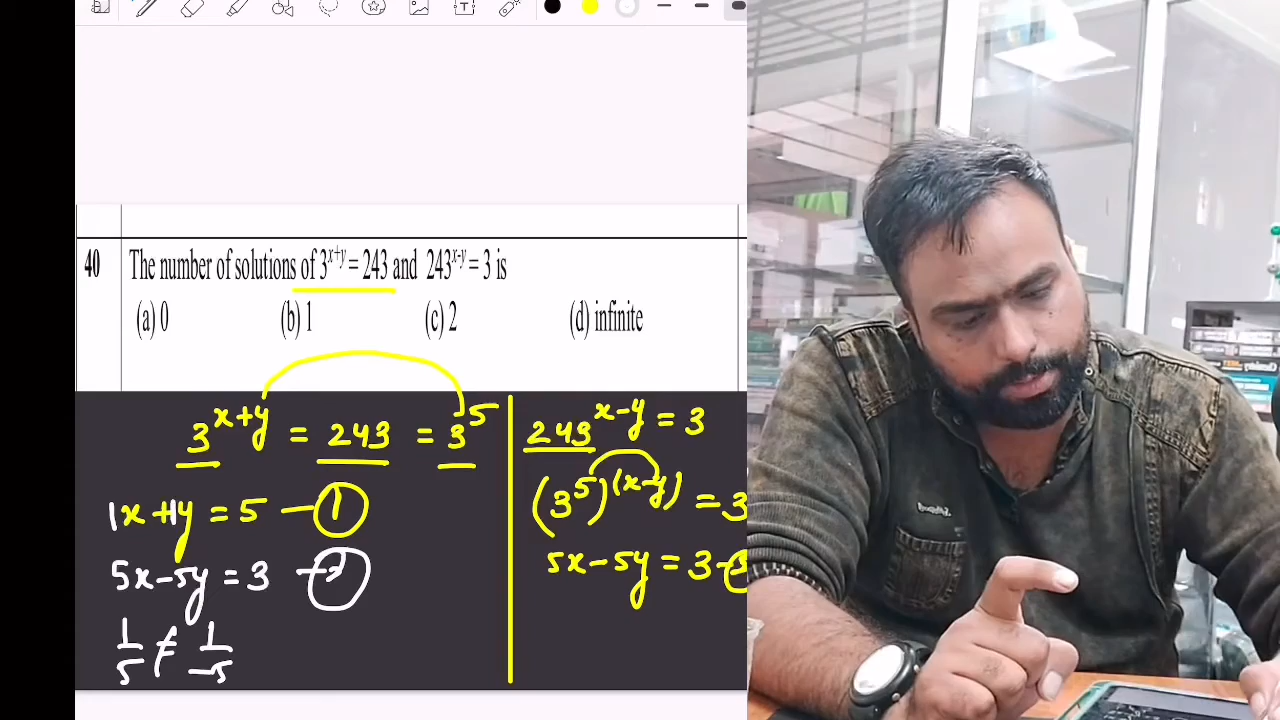 40 The number of solutions of 3^{x+y} = 243 and 243^{x-y} = 3 is
(a) 0 (b) 1 (c) 2 (d) infinite
3^{x+y} = 243 = 3^5
1x + 1y = 5 — ①
5x - 5y = 3 — ②
1/5 ≠ 1/-5
243^{x-y} = 3
(3^5)^{(x-y)} = 3
5x - 5y = 3 -